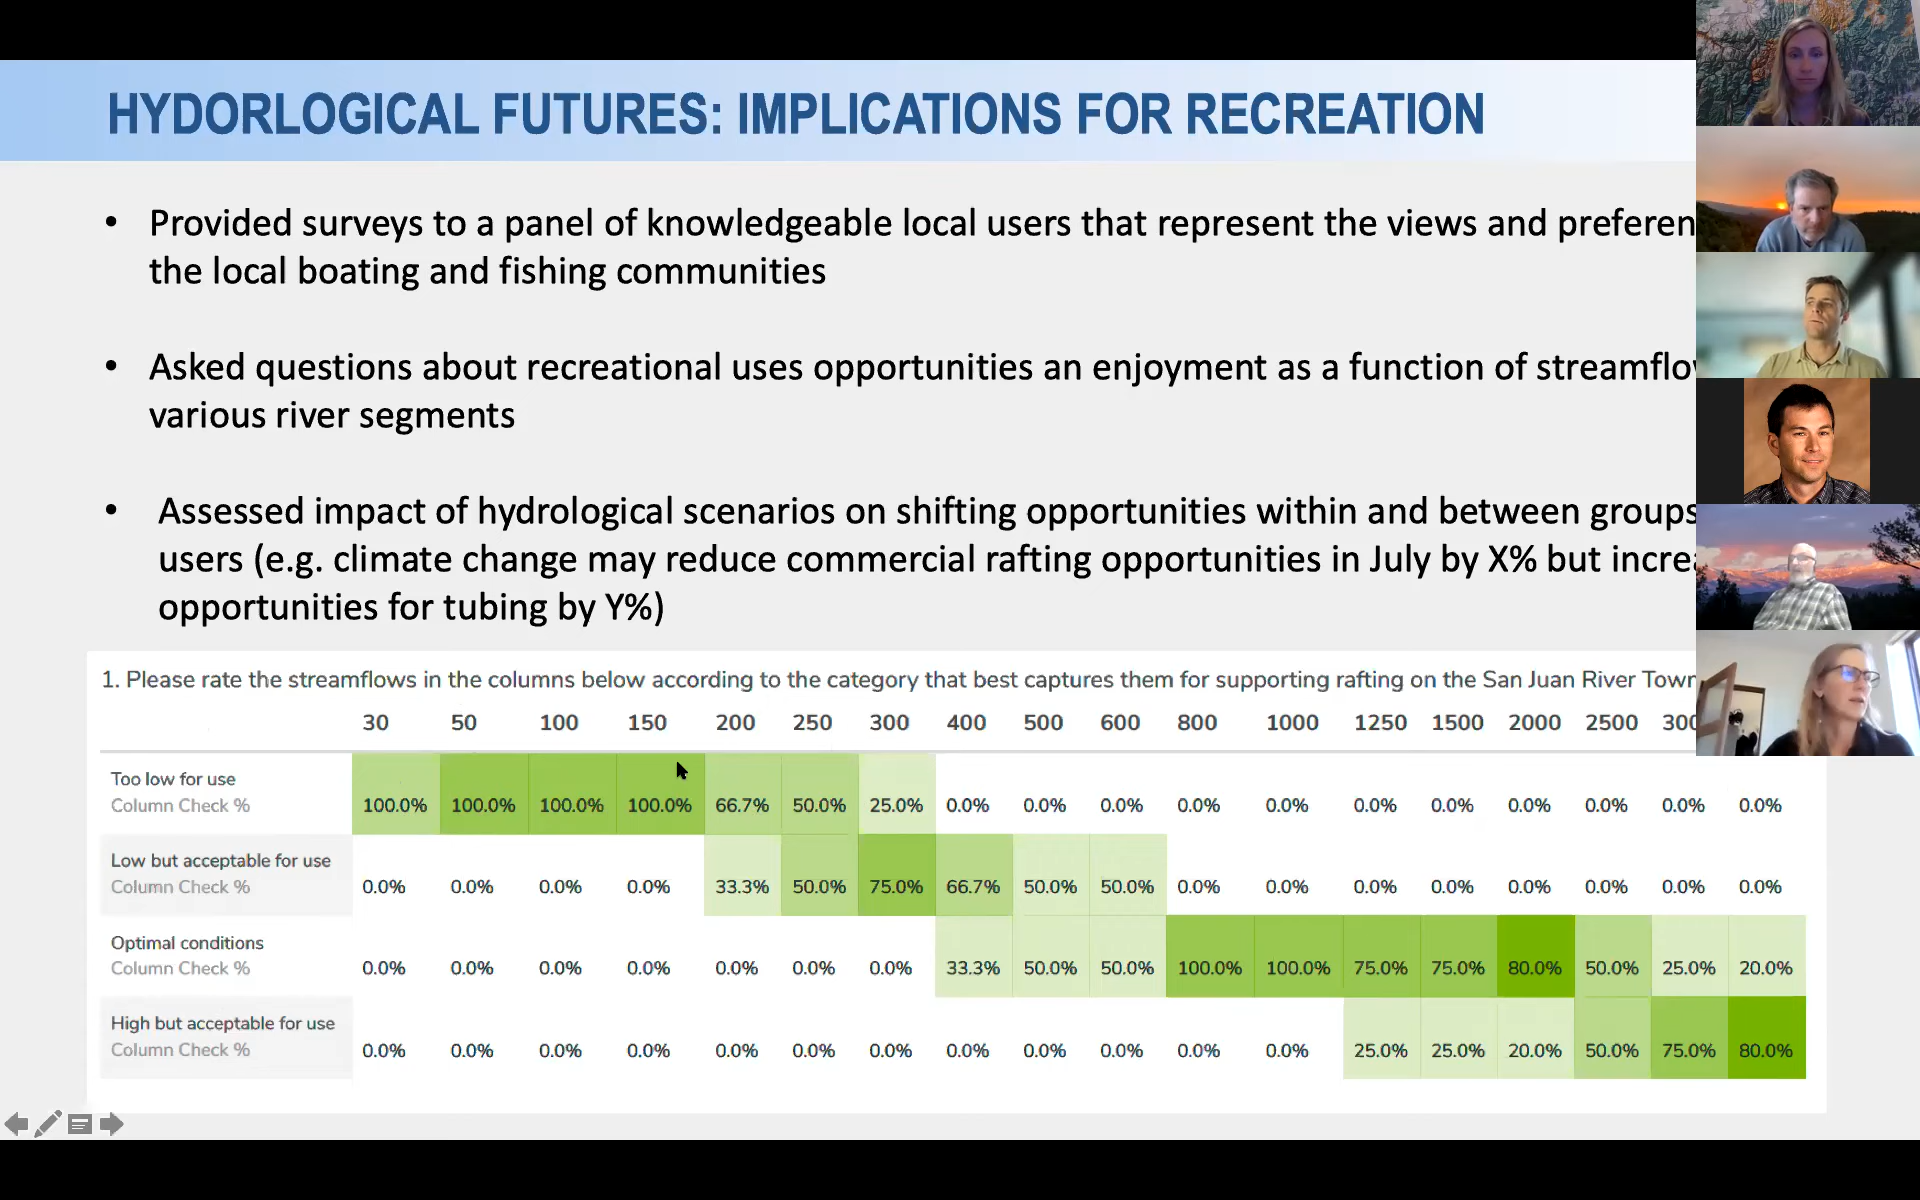 HYDORLOGICAL FUTURES: IMPLICATIONS FOR RECREATION
• Provided surveys to a panel of knowledgeable local users that represent the views and
the local boating and fishing communities
• Asked questions about recreational uses opportunities an enjoyment as a function of
various river segments
• Assessed impact of hydrological scenarios on shifting opportunities within and between groups
users (e.g. climate change may reduce commercial rafting opportunities in July by X% but
opportunities for tubing by Y%)
1. Please rate the streamflows in the columns below according to the category that best captures them for supporting rafting on the San Juan River
30 50 100 150 200 250 300 400 500 600 800 1000 1250 1500 2000 2500
Too low for use
Column Check % 100.0% 100.0% 100.0% 100.0% 66.7% 50.0% 25.0% 0.0% 0.0% 0.0% 0.0% 0.0% 0.0% 0.0% 0.0% 0.0% 0.0% 0.0%
Low but acceptable for use
Column Check % 0.0% 0.0% 0.0% 0.0% 33.3% 50.0% 75.0% 66.7% 50.0% 50.0% 0.0% 0.0% 0.0% 0.0% 0.0% 0.0% 0.0% 0.0%
Optimal conditions
Column Check % 0.0% 0.0% 0.0% 0.0% 0.0% 0.0% 0.0% 33.3% 50.0% 50.0% 100.0% 100.0% 75.0% 75.0% 80.0% 50.0% 25.0% 20.0%
High but acceptable for use
Column Check % 0.0% 0.0% 0.0% 0.0% 0.0% 0.0% 0.0% 0.0% 0.0% 0.0% 0.0% 0.0% 25.0% 25.0% 20.0% 50.0% 75.0% 80.0%